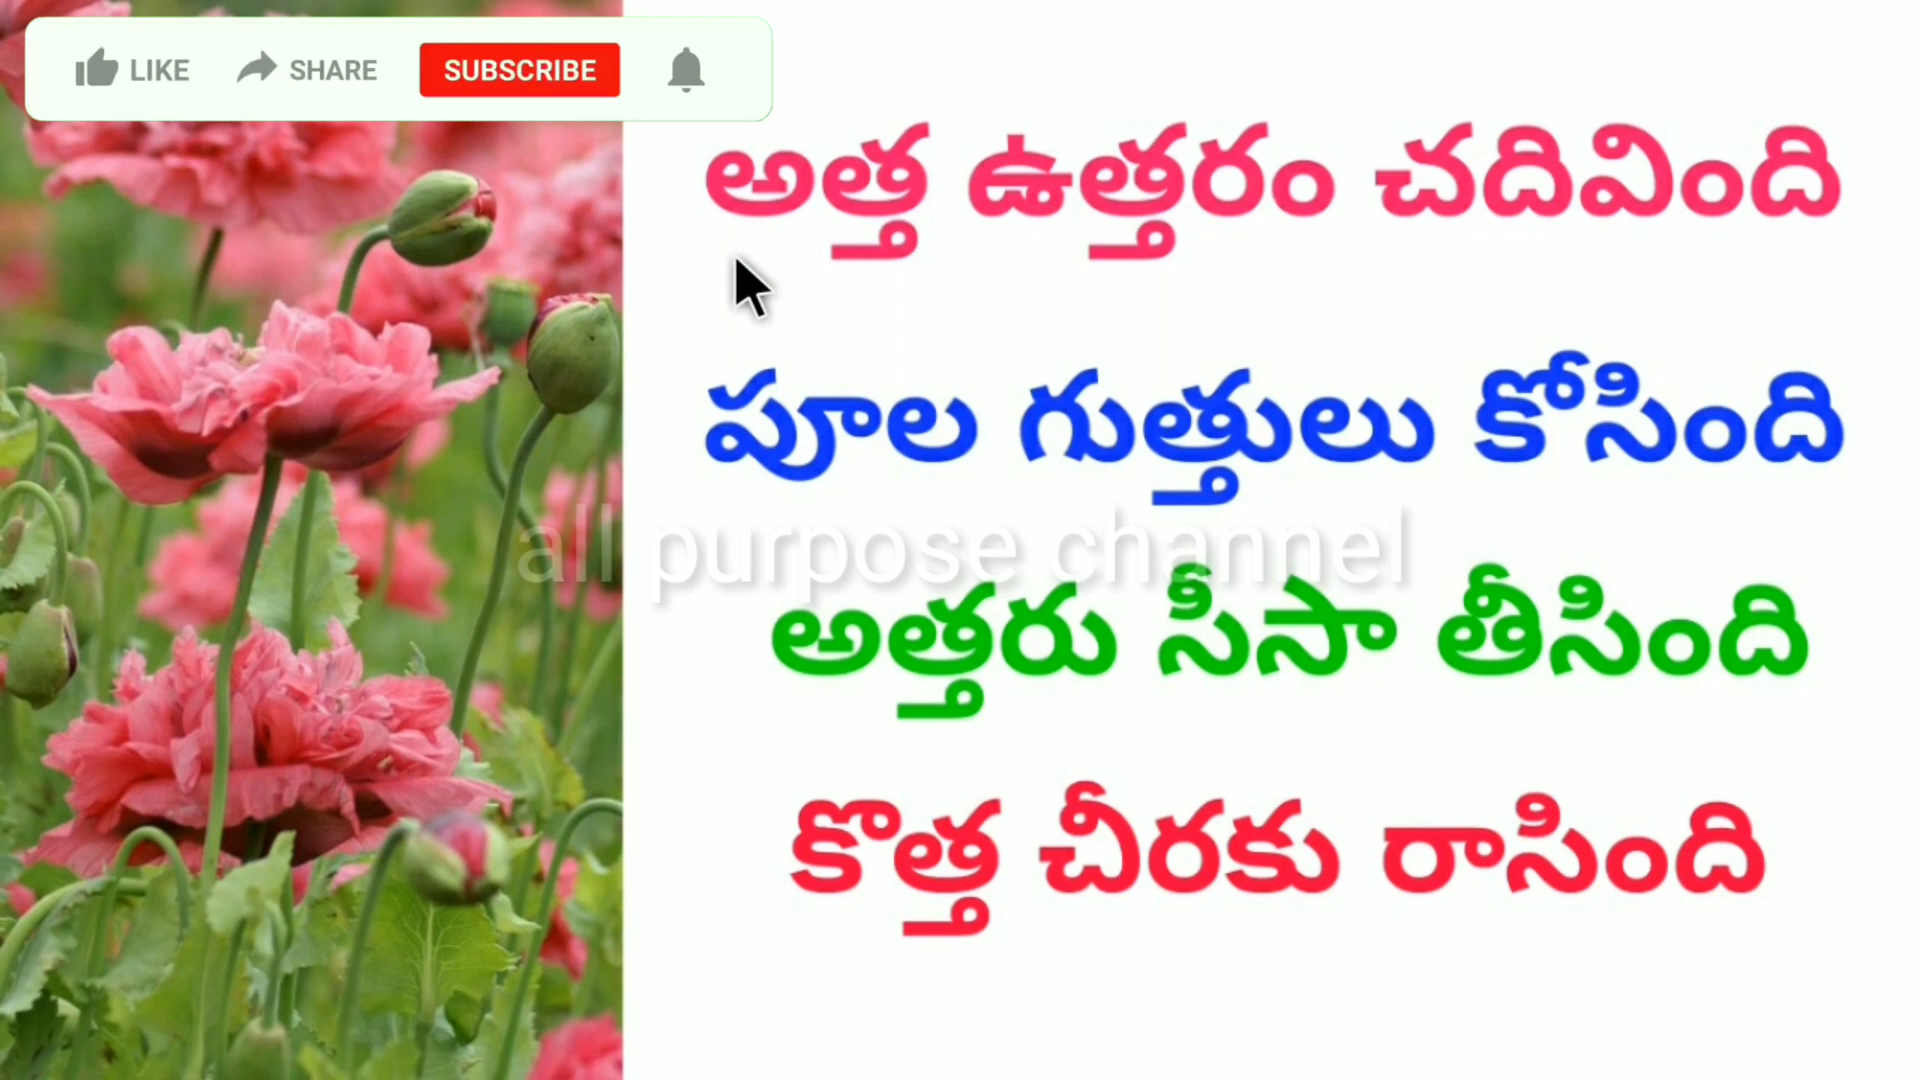 LIKE SHARE SUBSCRIBE
అత్త ఉత్తరం చదివింది
పూల గుత్తులు కోసింది
all purpose channel
అత్తరు సీసా తీసింది
కొత్త చీరకు రాసింది